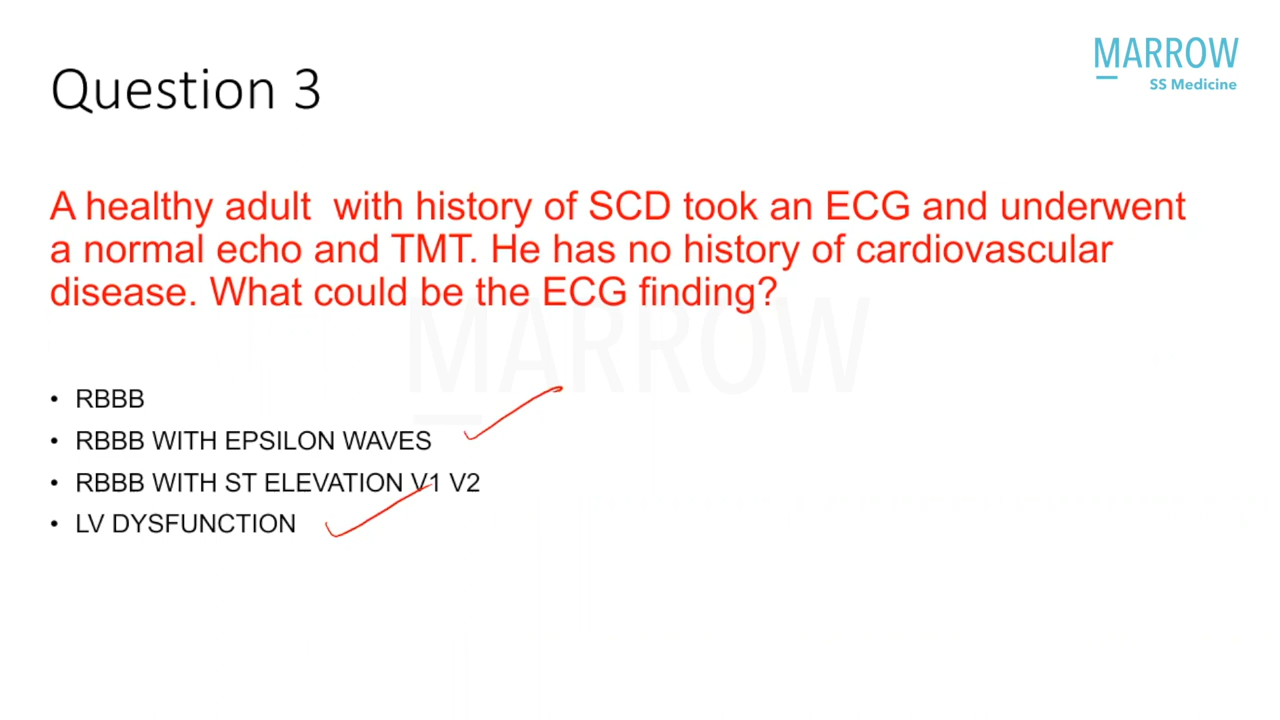 MARROW
SS Medicine
Question 3
A healthy adult with history of SCD took an ECG and underwent
a normal echo and TMT. He has no history of cardiovascular
disease. What could be the ECG finding?
MARROW
• RBBB
• RBBB WITH EPSILON WAVES
• RBBB WITH ST ELEVATION V1 V2
• LV DYSFUNCTION